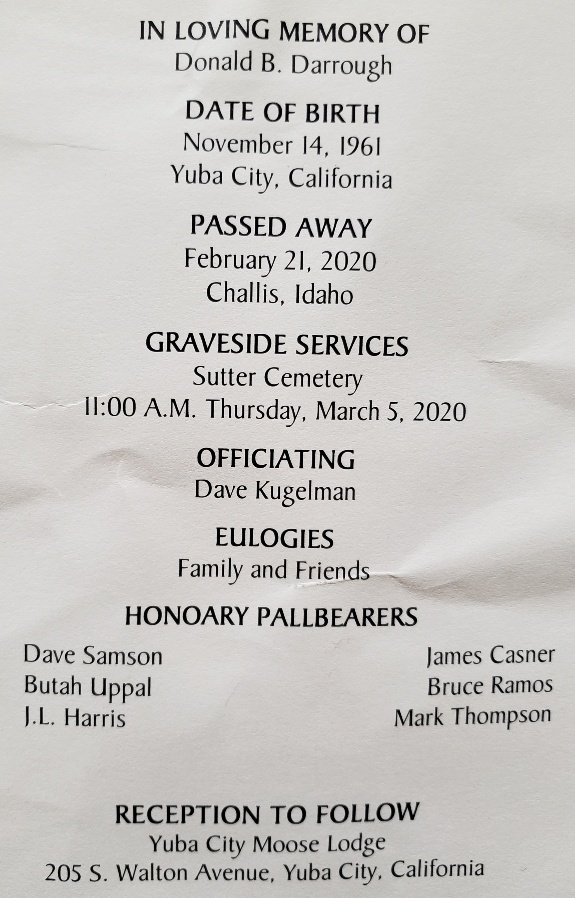 IN LOVING MEMORY OF
Donald B. Darrough
DATE OF BIRTH
November 14, 1961
Yuba City, California
PASSED AWAY
February 21, 2020
Challis, Idaho
GRAVESIDE SERVICES
Sutter Cemetery
11:00 A.M. Thursday, March 5, 2020
OFFICIATING
Dave Kugelman
EULOGIES
Family and Friends
HONOARY PALLBEARERS
Dave Samson James Casner
Butah Uppal Bruce Ramos
J.L. Harris Mark Thompson
RECEPTION TO FOLLOW
Yuba City Moose Lodge
205 S. Walton Avenue, Yuba City, California